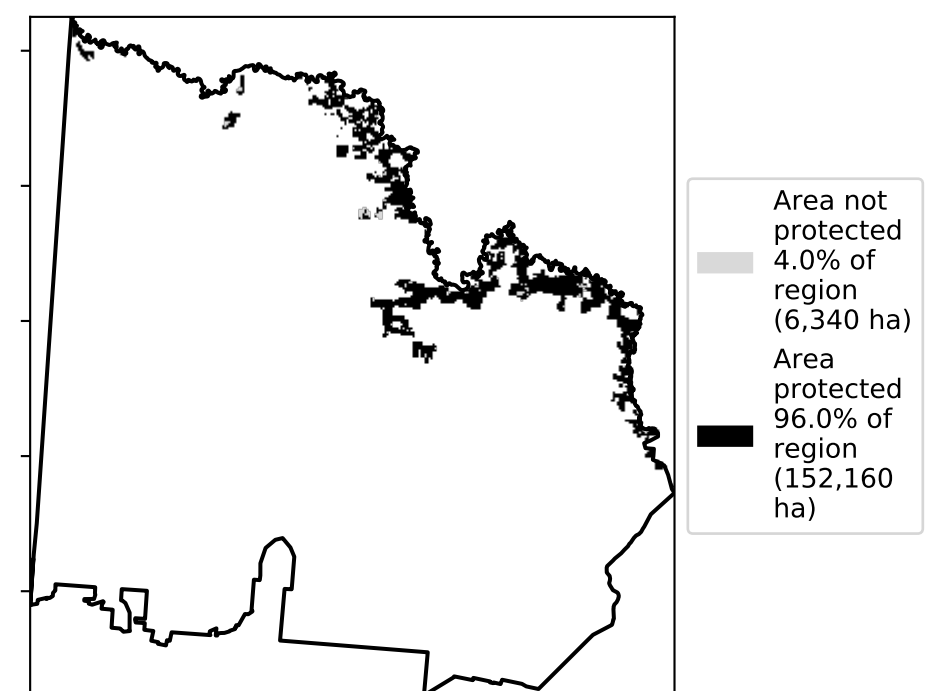 Area not
protected
4.0% of
region
(6,340 ha)
Area
protected
96.0% of
region
(152,160
ha)